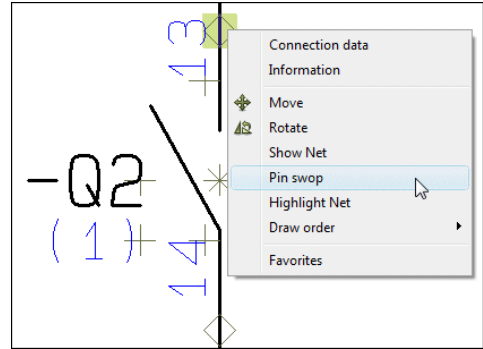 13
-Q2
(1)
14
Connection data
Information
Move
Rotate
Show Net
Pin swop
Highlight Net
Draw order
Favorites